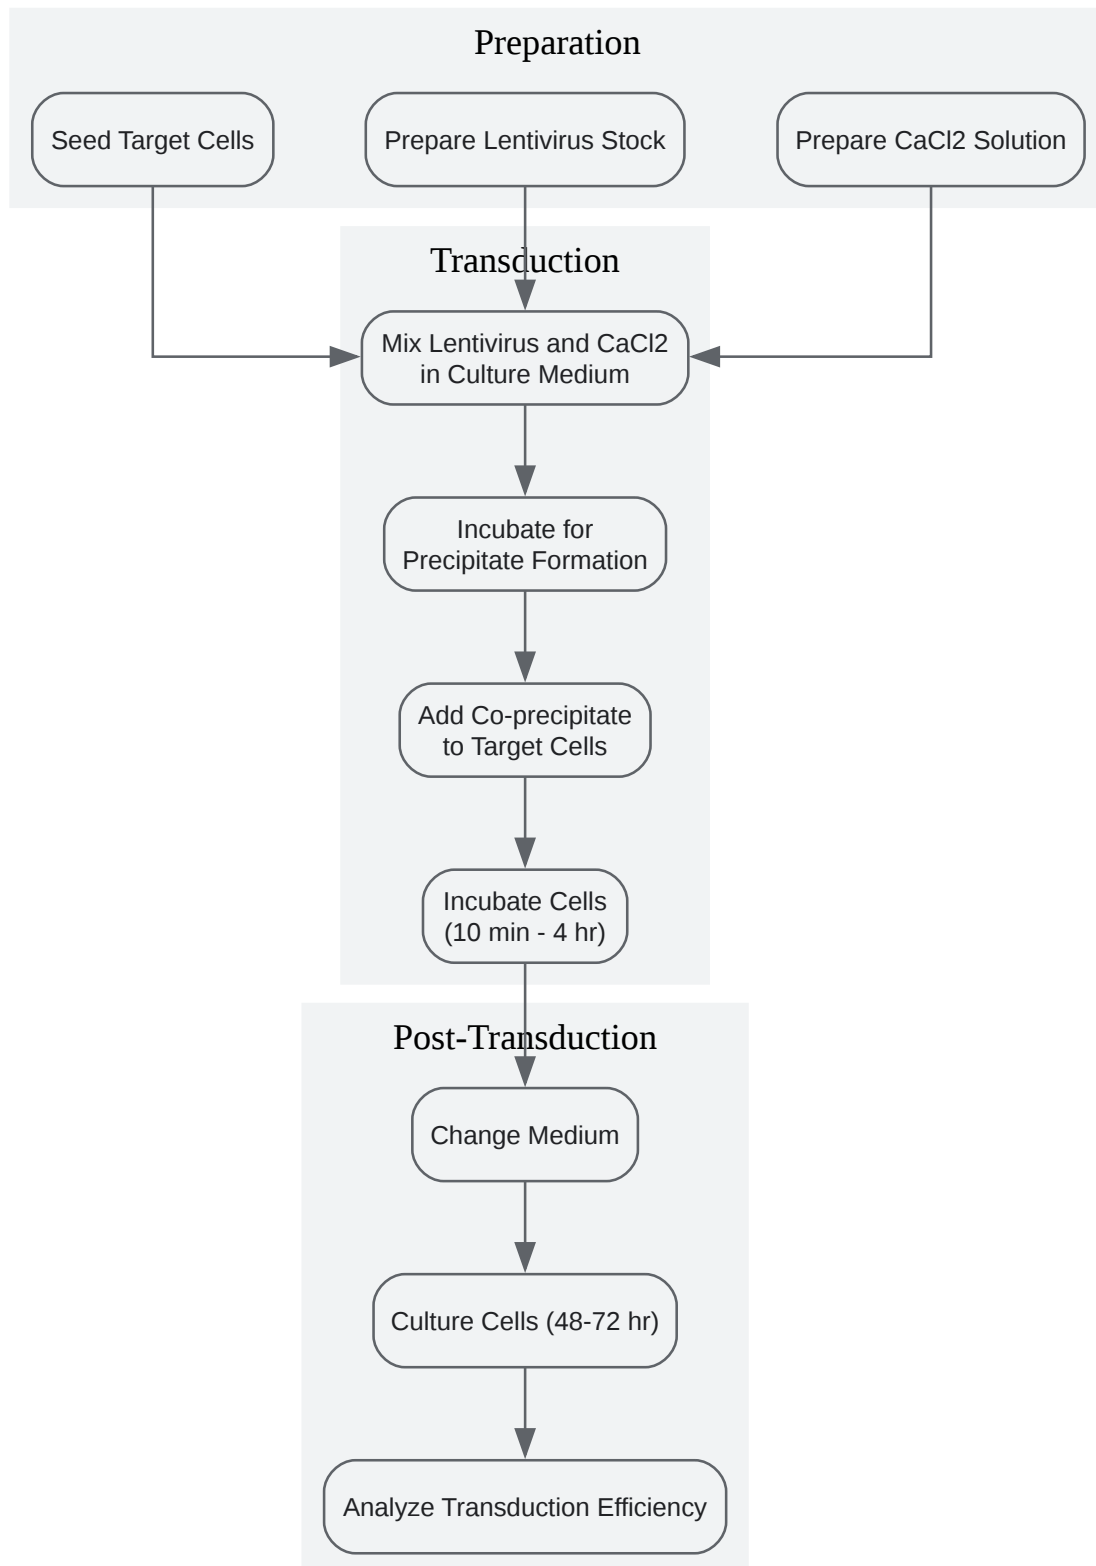 Preparation
Seed Target Cells
Prepare Lentivirus Stock
Prepare CaCl2 Solution
Transduction
Mix Lentivirus and CaCl2
in Culture Medium
Incubate for
Precipitate Formation
Add Co-precipitate
to Target Cells
Incubate Cells
(10 min - 4 hr)
Post-Transduction
Change Medium
Culture Cells (48-72 hr)
Analyze Transduction Efficiency